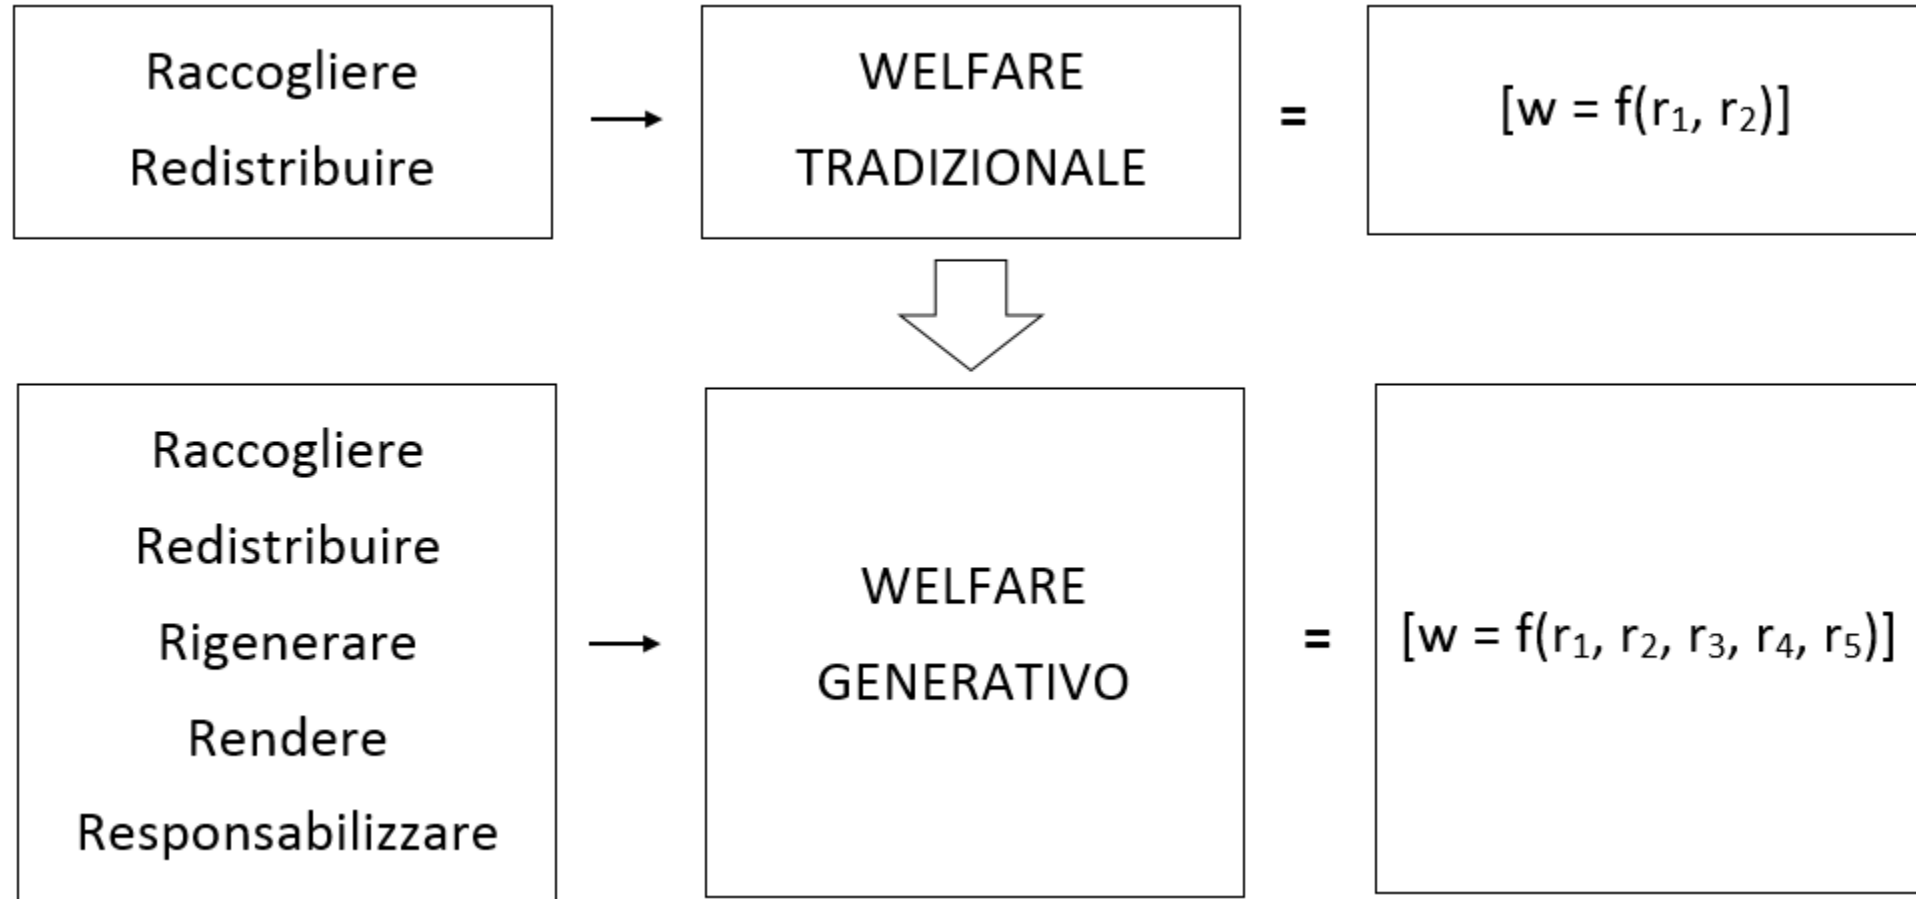 Raccogliere
Redistribuire
→
WELFARE
TRADIZIONALE
=
[w = f(r₁, r₂)]
Raccogliere
Redistribuire
Rigenerare
Rendere
Responsabilizzare
→
WELFARE
GENERATIVO
=
[w = f(r₁, r₂, r₃, r₄, r₅)]